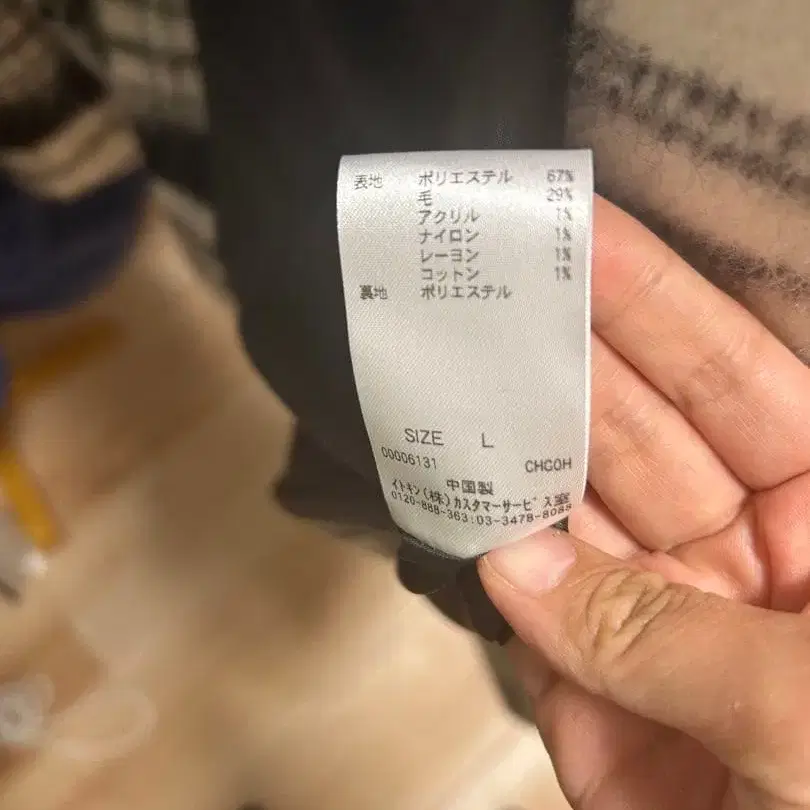 表地 ポリエステル 67%
毛 29%
アクリル 1%
ナイロン 1%
レーヨン 1%
コットン 1%
裏地 ポリエステル
SIZE L
00006131 CHGOH
中国製
イトキン(株)カスタマーサービス室
0120-888-363:03-3478-8088